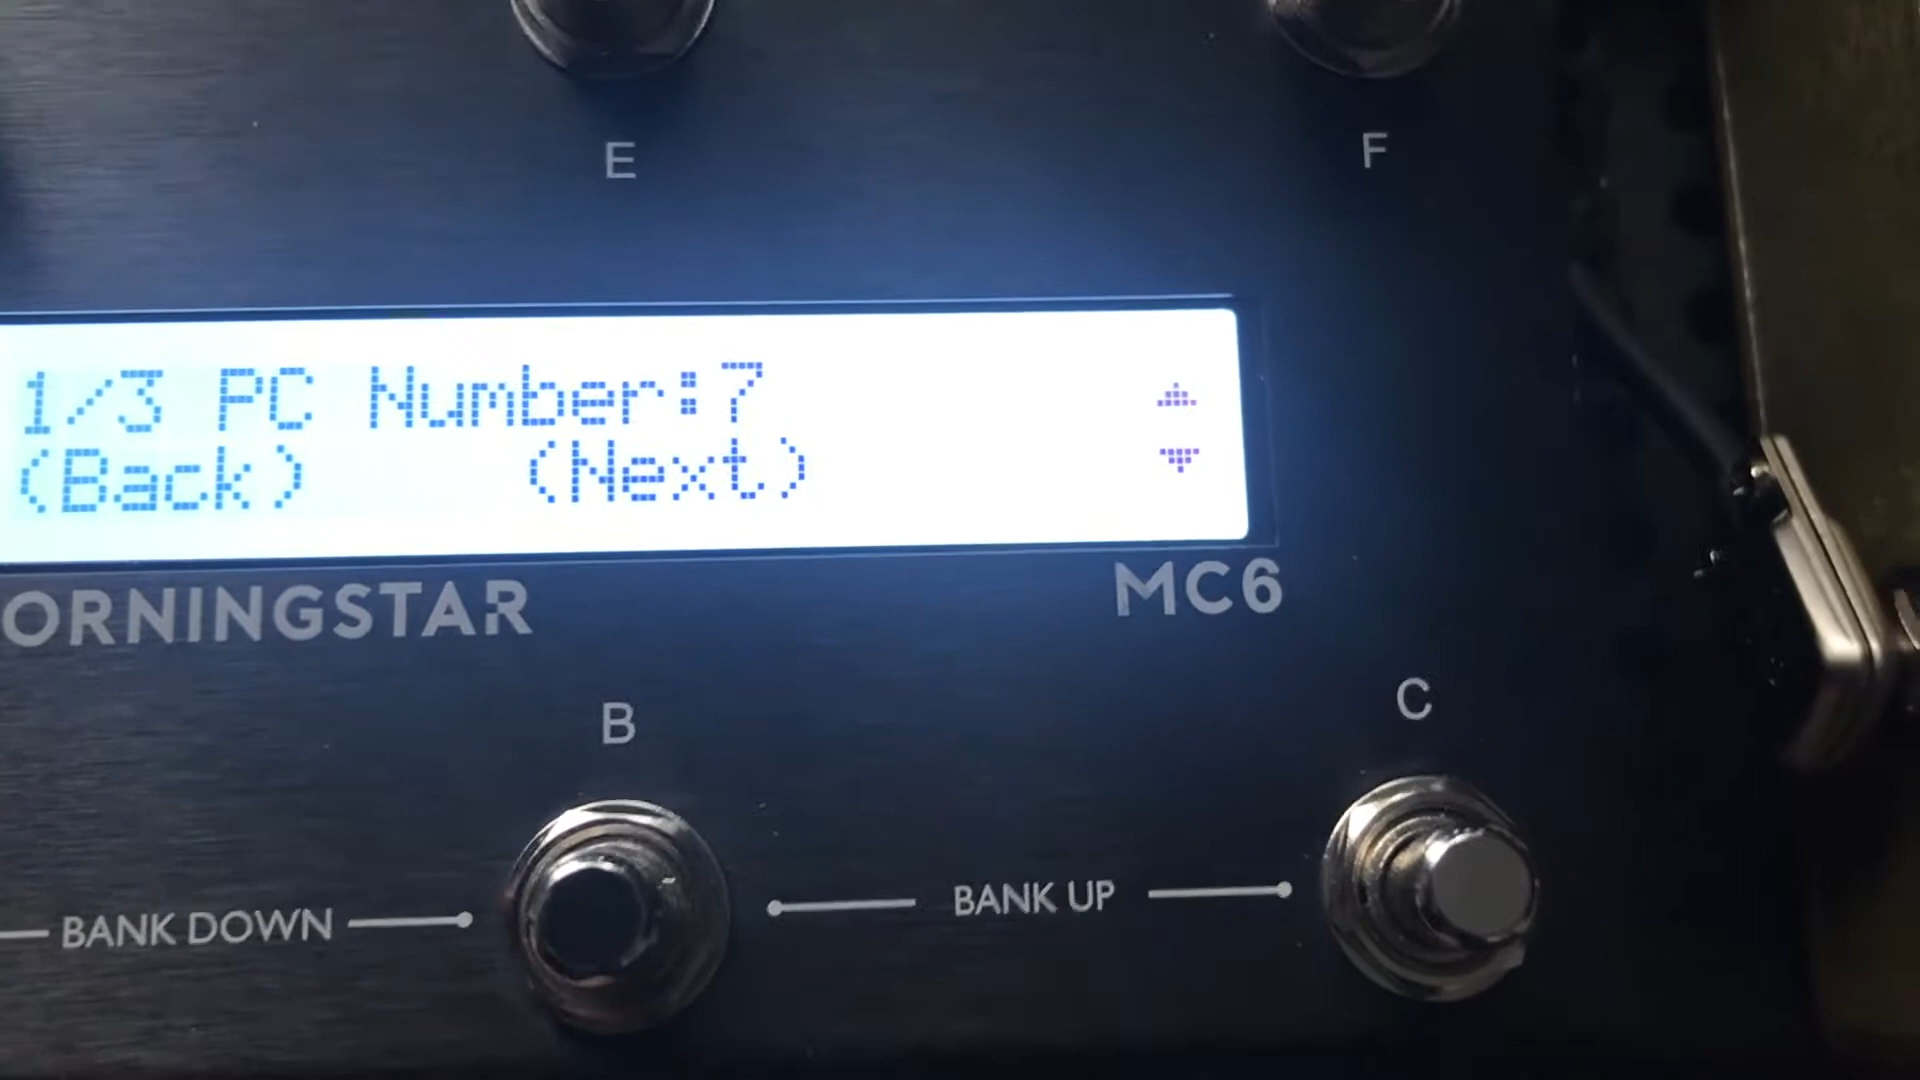 E
F
1/3 PC Number:7
(Back) (Next)
ORNINGSTAR
MC6
B
C
BANK DOWN
BANK UP